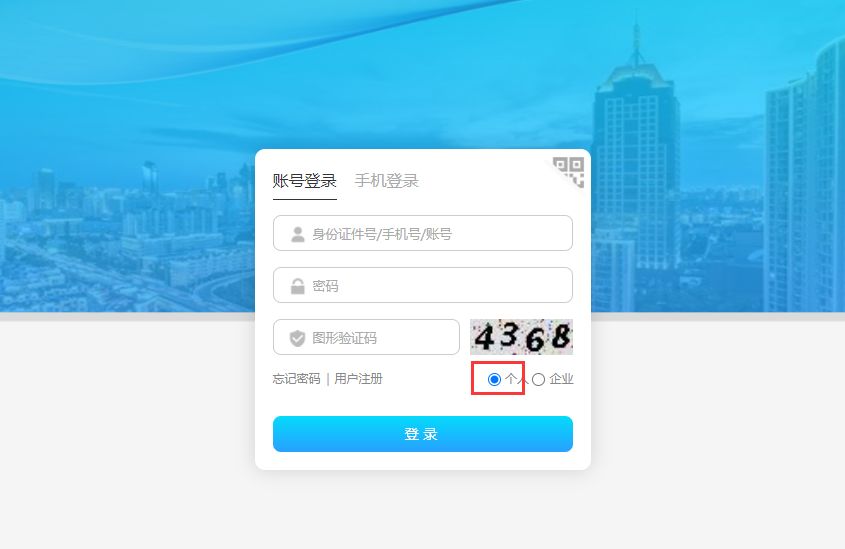 账号登录 手机登录
身份证件号/手机号/账号
密码
图形验证码 4368
忘记密码 | 用户注册 个人 企业
登 录